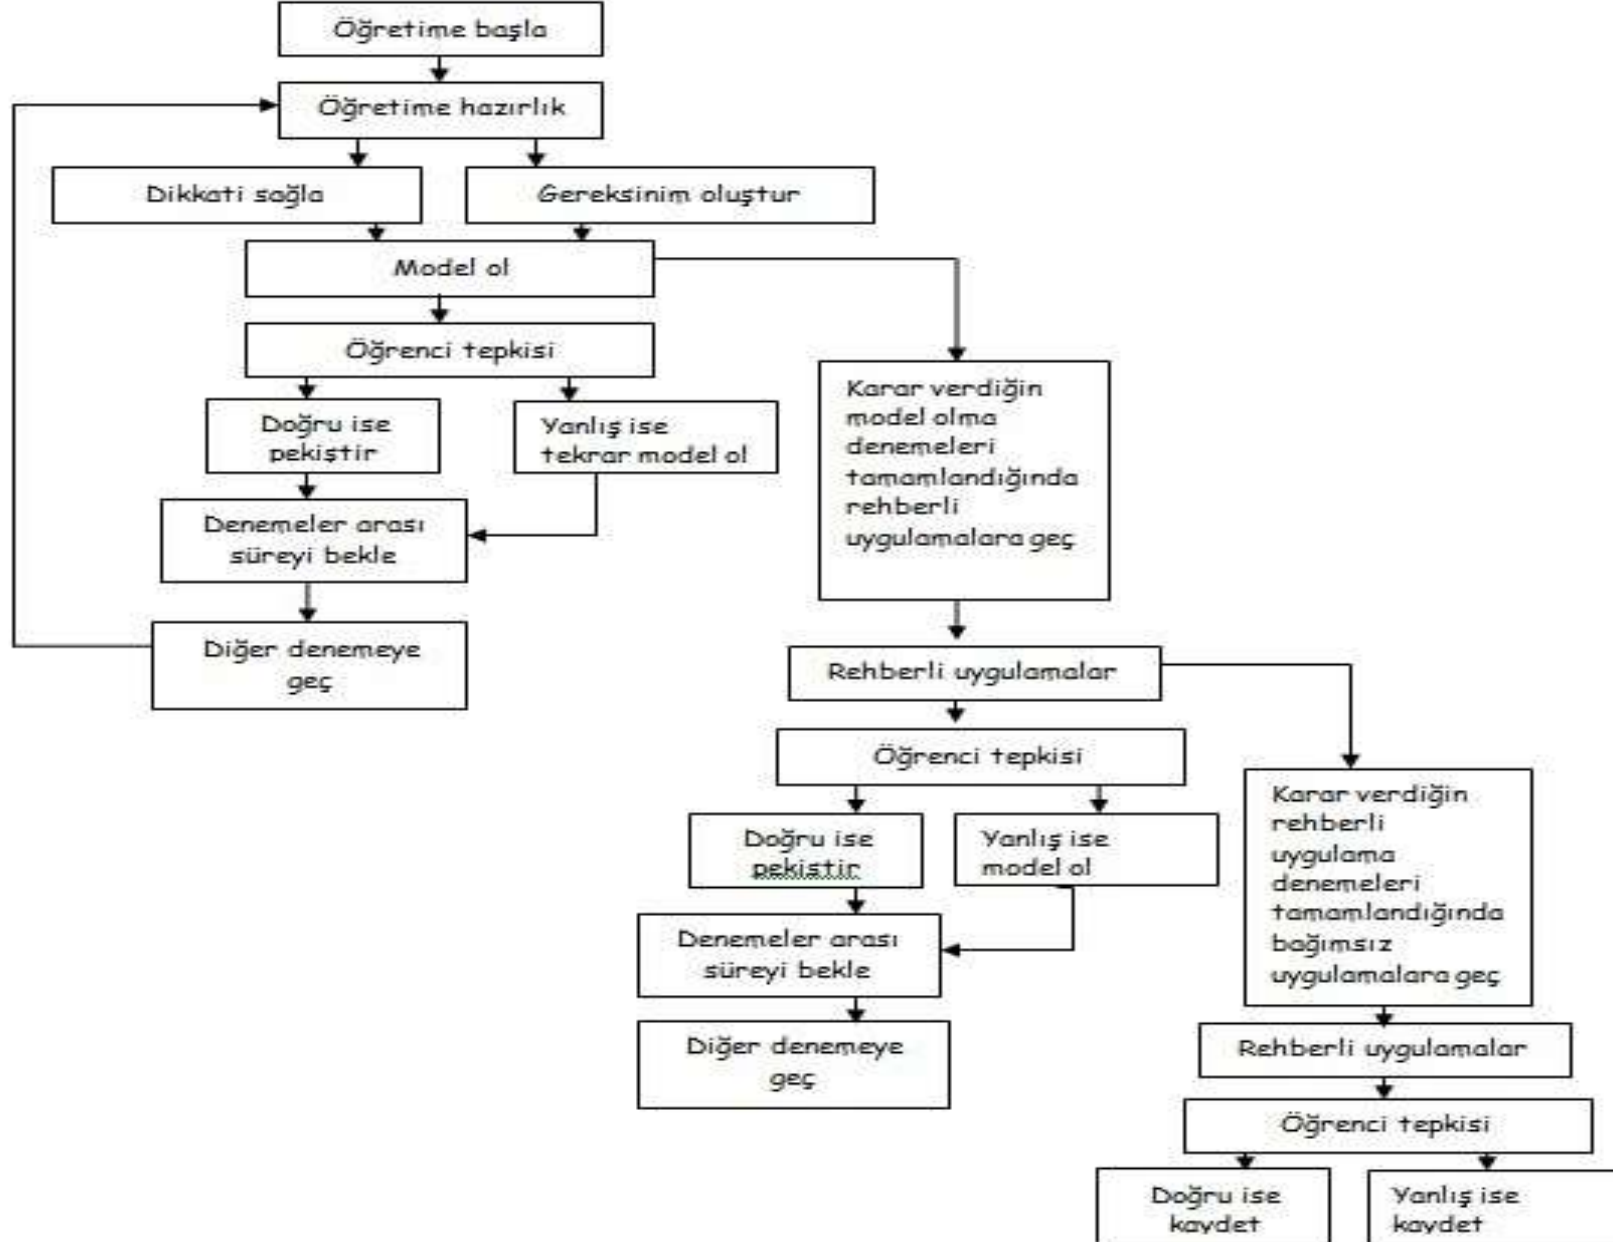 Öğretime başla
Öğretime hazırlık
Dikkati sağla
Gereksinim oluştur
Model ol
Öğrenci tepkisi
Doğru ise
pekiştir
Yanlış ise
tekrar model ol
Denemeler arası
süreyi bekle
Diğer denemeye
geç
Karar verdiğin
model olma
denemeleri
tamamlandığında
rehberli
uygulamalara geç
Rehberli uygulamalar
Öğrenci tepkisi
Doğru ise
pekiştir
Yanlış ise
model ol
Denemeler arası
süreyi bekle
Diğer denemeye
geç
Karar verdiğin
rehberli
uygulama
denemeleri
tamamlandığında
bağımsız
uygulamalara geç
Rehberli uygulamalar
Öğrenci tepkisi
Doğru ise
kaydet
Yanlış ise
kaydet